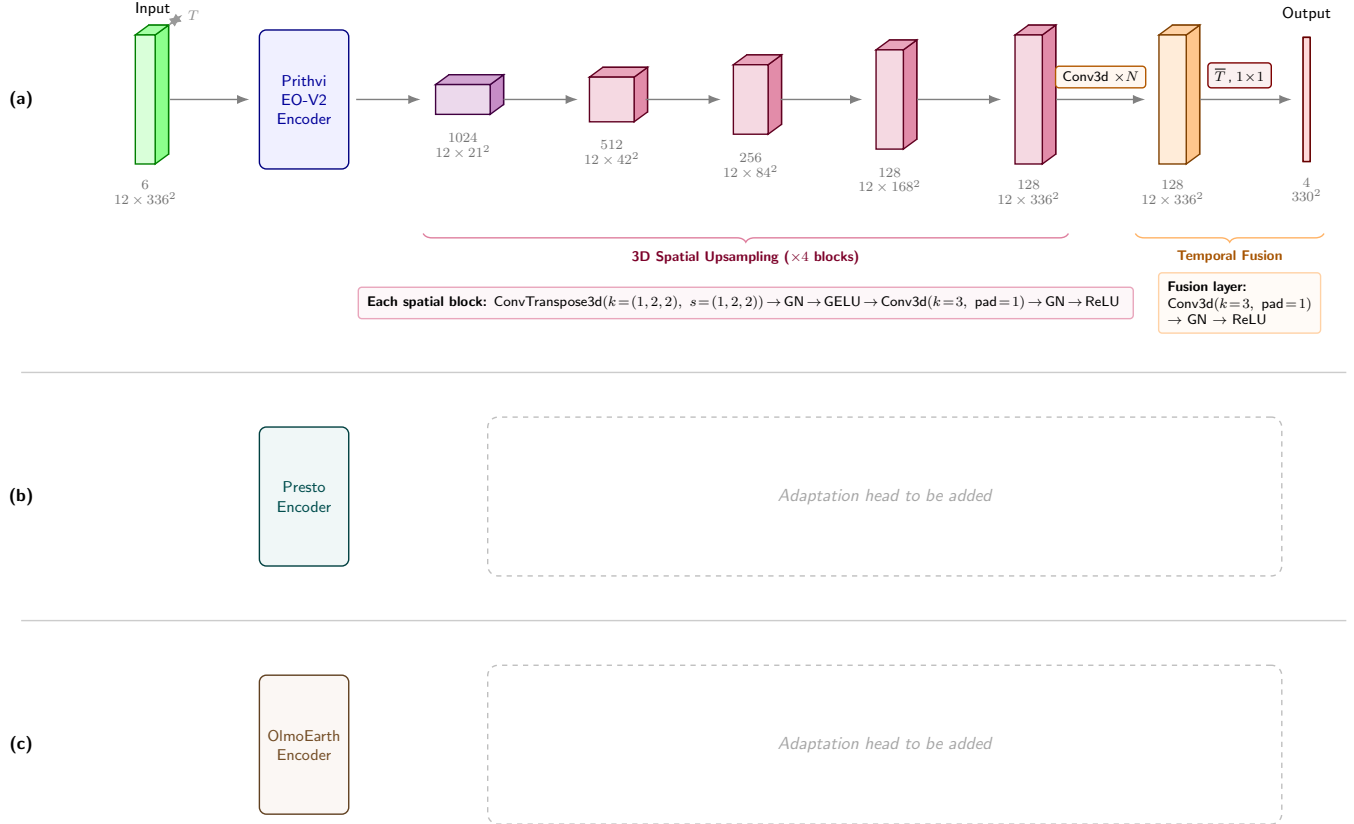 Input
T
Output
(a)
Prithvi
EO-V2
Encoder
Conv3d ×N
T̅, 1×1
6
12 × 336²
1024
12 × 21²
512
12 × 42²
256
12 × 84²
128
12 × 168²
128
12 × 336²
128
12 × 336²
4
330²
3D Spatial Upsampling (×4 blocks)
Temporal Fusion
Each spatial block: ConvTranspose3d(k=(1,2,2), s=(1,2,2))→GN→GELU→Conv3d(k=3, pad=1)→GN→ReLU
Fusion layer:
Conv3d(k=3, pad=1)
→ GN → ReLU
(b)
Presto
Encoder
Adaptation head to be added
(c)
OlmoEarth
Encoder
Adaptation head to be added